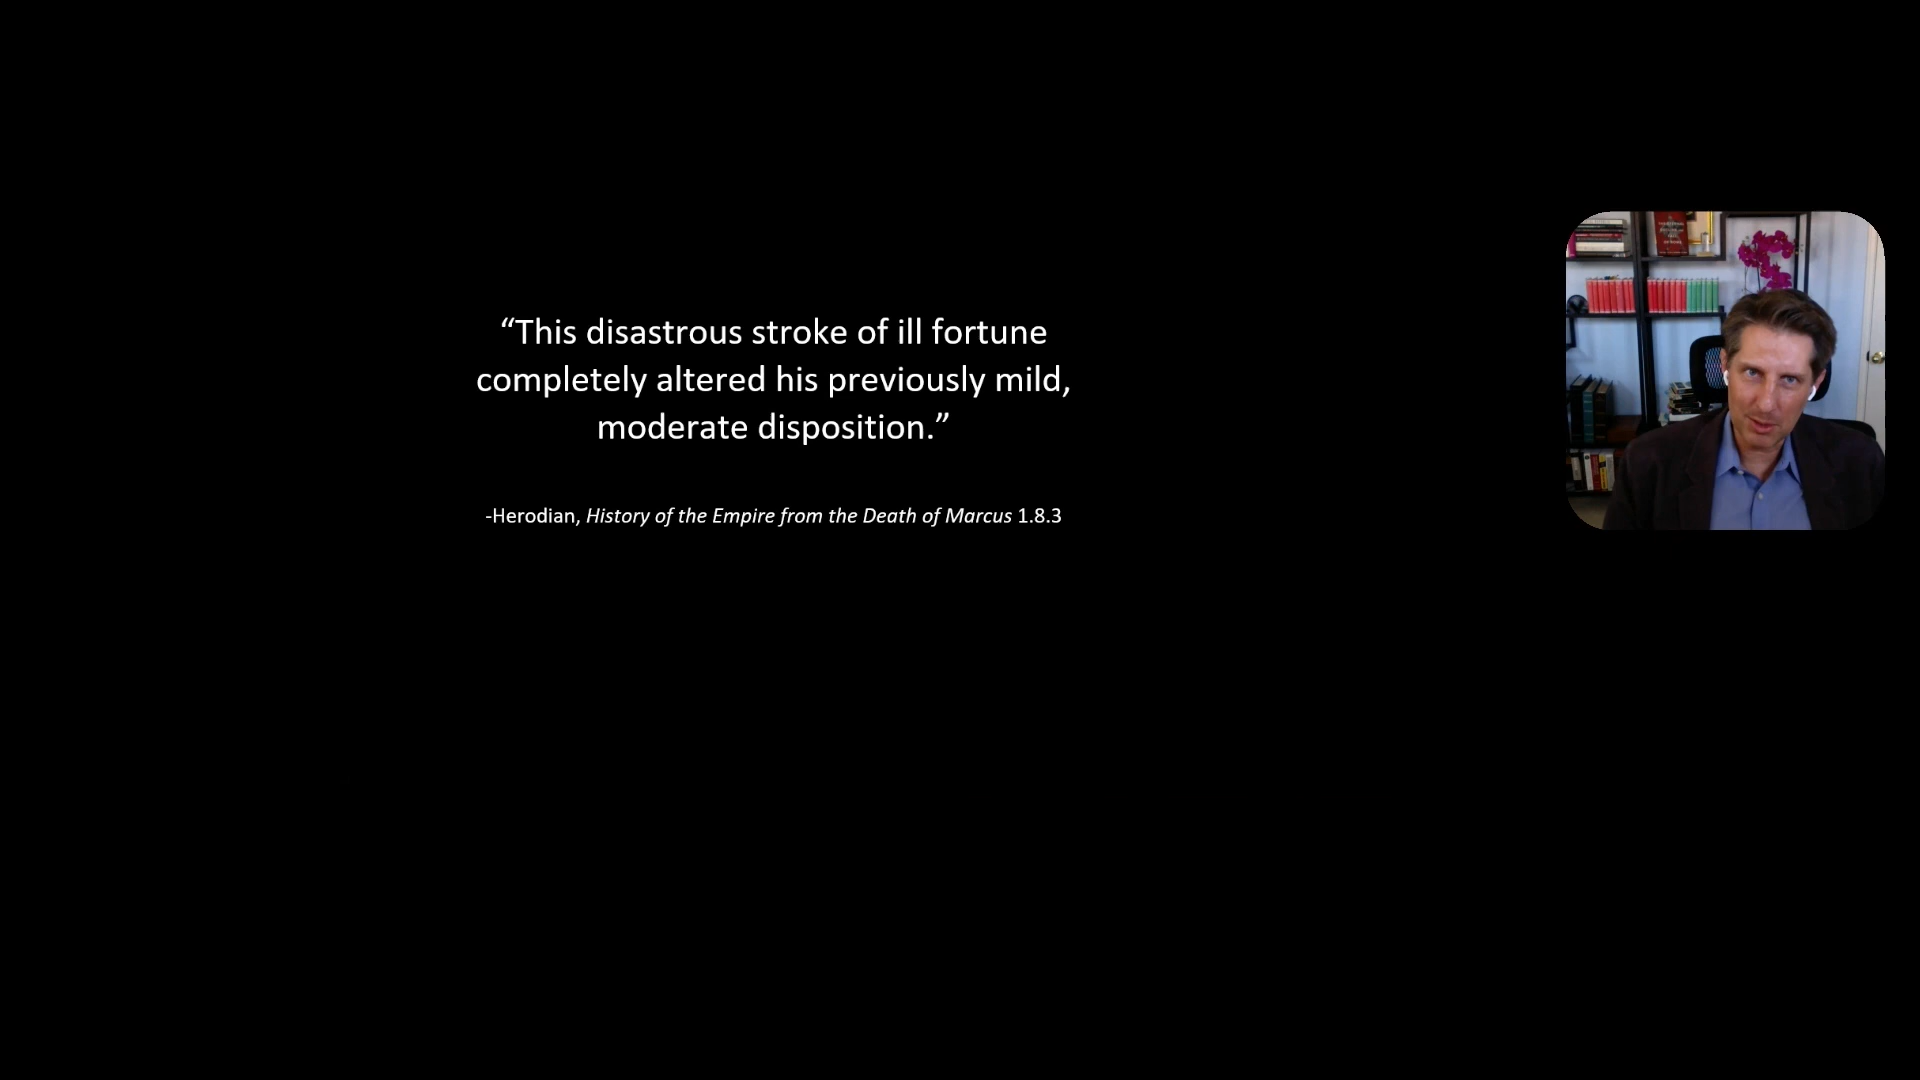 “This disastrous stroke of ill fortune
completely altered his previously mild,
moderate disposition.”
-Herodian, History of the Empire from the Death of Marcus 1.8.3